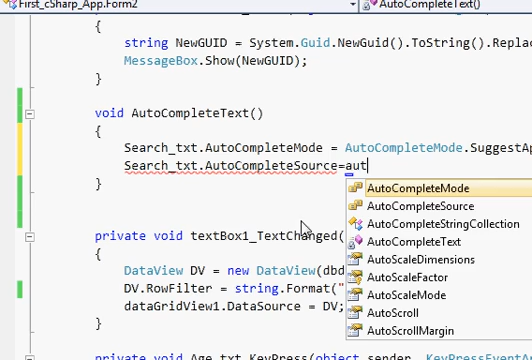 First_cSharp_App.Form2 AutoCompleteText()
{
string NewGUID = System.Guid.NewGuid().ToString().Replac
MessageBox.Show(NewGUID);
}
void AutoCompleteText()
{
Search_txt.AutoCompleteMode = AutoCompleteMode.SuggestAp
Search_txt.AutoCompleteSource=aut
}
AutoCompleteMode
AutoCompleteSource
AutoCompleteStringCollection
AutoCompleteText
AutoScaleDimensions
AutoScaleFactor
AutoScaleMode
AutoScroll
AutoScrollMargin
private void textBox1_TextChanged(
{
DataView DV = new DataView(dbd
DV.RowFilter = string.Format("
dataGridView1.DataSource = DV;
}
private void Age_txt_KeyPress(object sender, KeyPressEventA